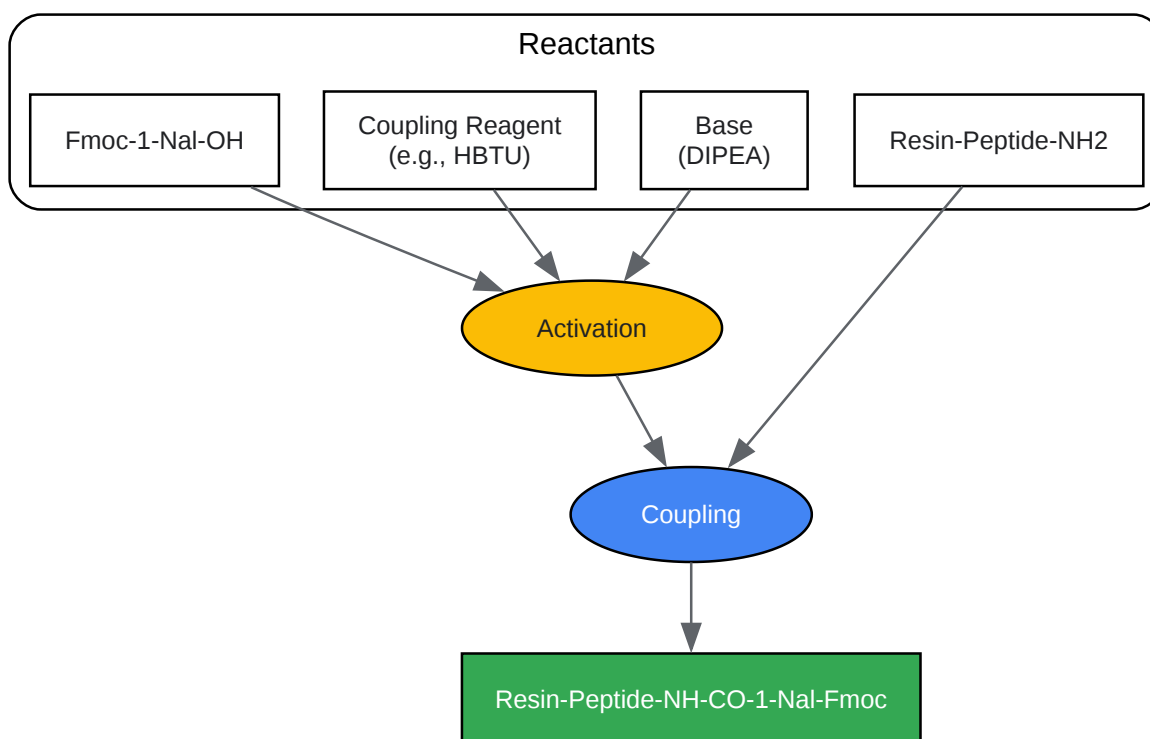 Reactants
Fmoc-1-Nal-OH
Coupling Reagent
(e.g., HBTU)
Base
(DIPEA)
Resin-Peptide-NH2
Activation
Coupling
Resin-Peptide-NH-CO-1-Nal-Fmoc